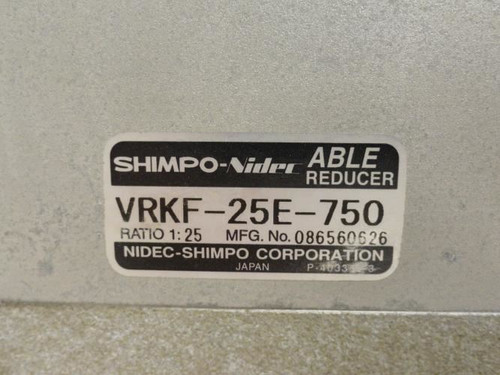 SHIMPO-Nidec ABLE REDUCER
VRKF-25E-750
RATIO 1:25 MFG. No. 086560626
NIDEC-SHIMPO CORPORATION
JAPAN